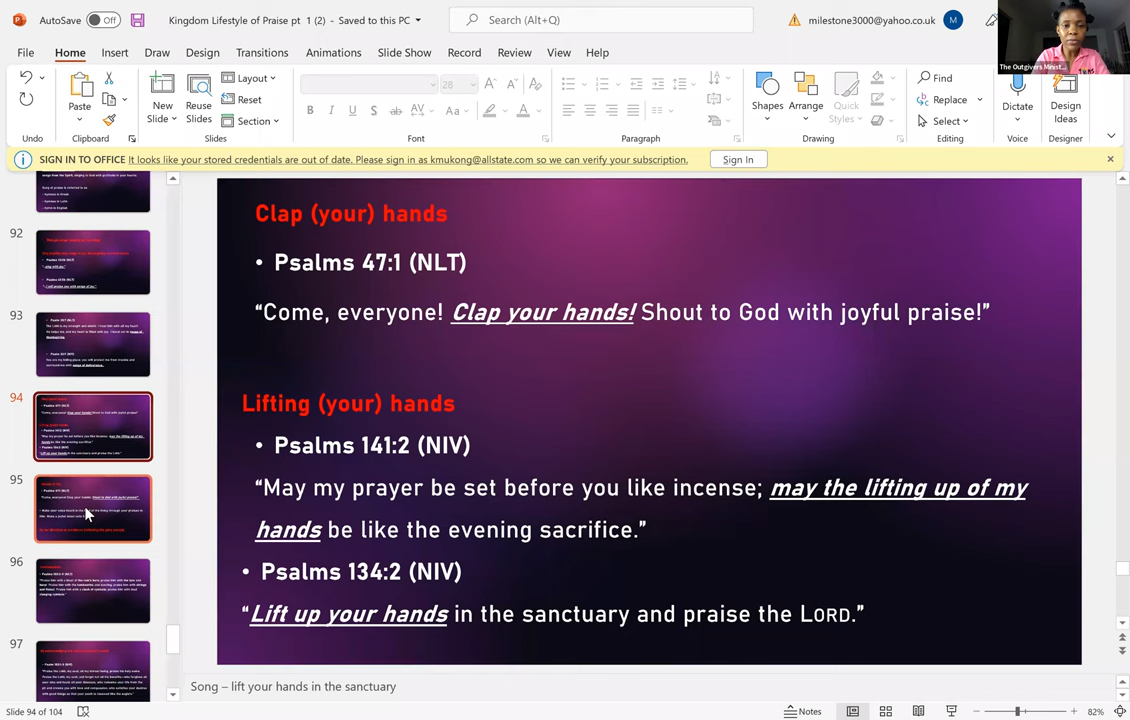 AutoSave Off Kingdom Lifestyle of Praise pt 1 (2) - Saved to this PC Search (Alt+Q) milestone3000@yahoo.co.uk M
The Outgivers Minist...
File Home Insert Draw Design Transitions Animations Slide Show Record Review View Help
Paste New Slide Reuse Slides Layout Reset Section 28 Shapes Arrange Quick Styles Find Replace Select Dictate Design Ideas
Undo Clipboard Slides Font Paragraph Drawing Editing Voice Designer
SIGN IN TO OFFICE It looks like your stored credentials are out of date. Please sign in as kmukong@allstate.com so we can verify your subscription. Sign In
92
93
94
95
96
97
Clap (your) hands
• Psalms 47:1 (NLT)
“Come, everyone! Clap your hands! Shout to God with joyful praise!”
Lifting (your) hands
• Psalms 141:2 (NIV)
“May my prayer be set before you like incense; may the lifting up of my
hands be like the evening sacrifice.”
• Psalms 134:2 (NIV)
“Lift up your hands in the sanctuary and praise the LORD.”
Song – lift your hands in the sanctuary
Slide 94 of 104 Notes 82%